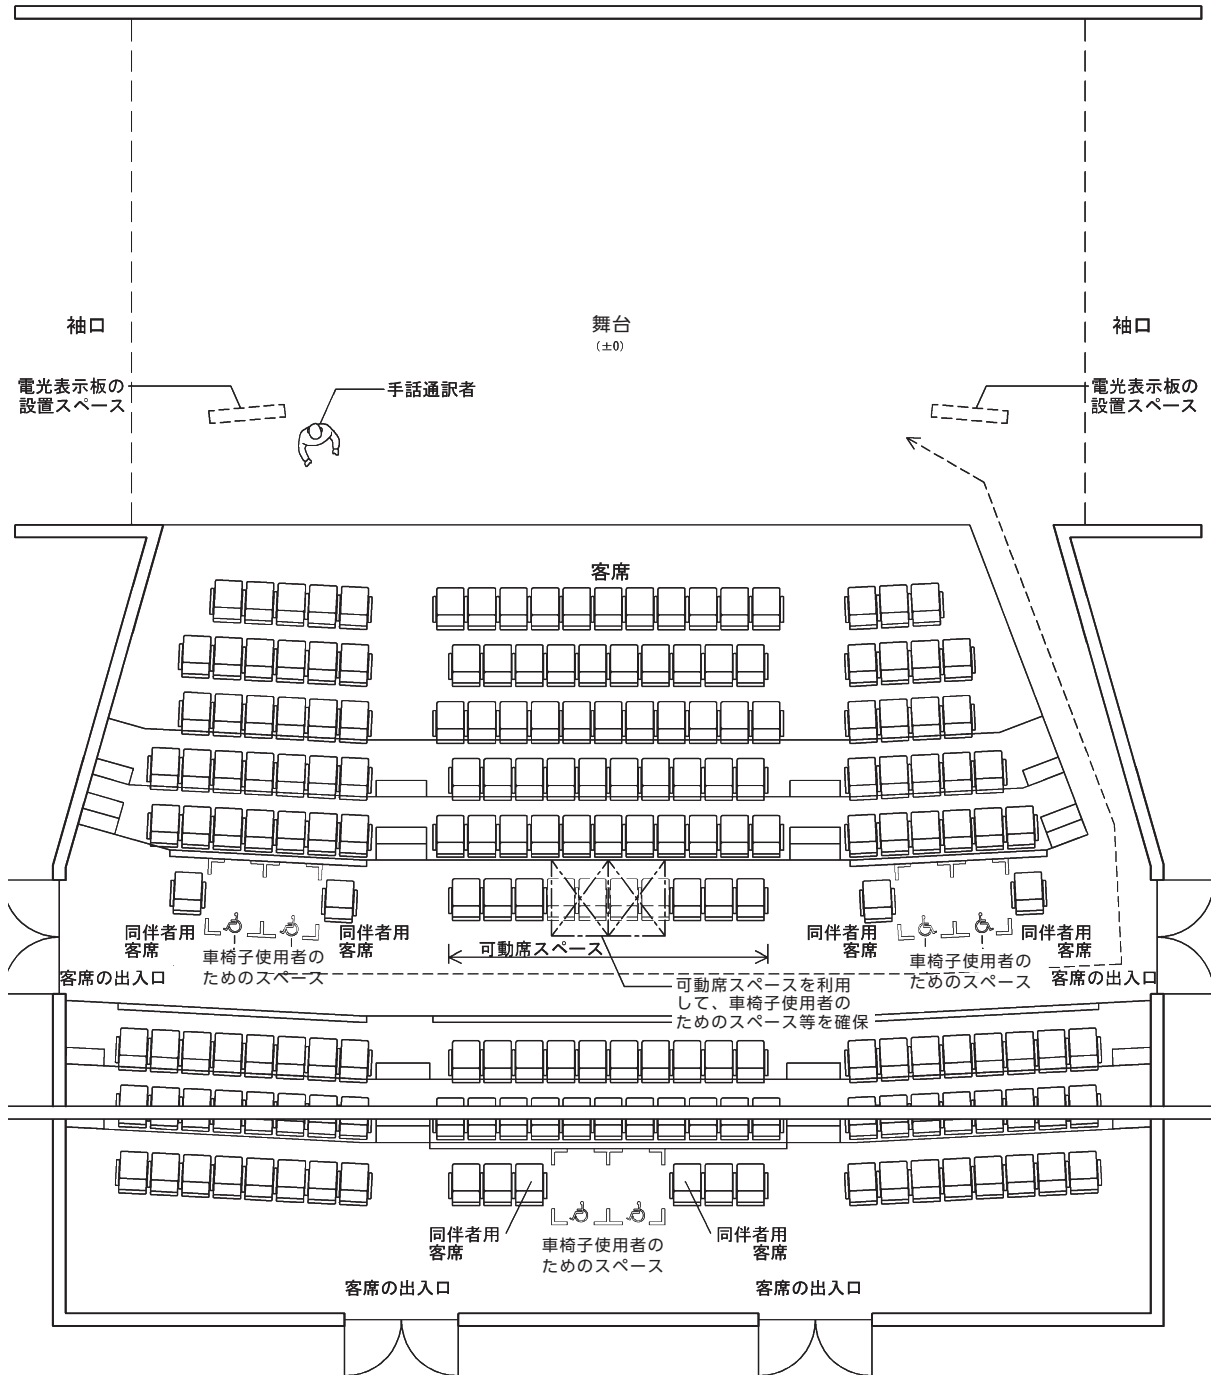 袖口
舞台
(±0)
袖口
電光表示板の
設置スペース
手話通訳者
電光表示板の
設置スペース
客席
同伴者用
客席
車椅子使用者の
ためのスペース
同伴者用
客席
可動席スペース
同伴者用
客席
車椅子使用者の
ためのスペース
同伴者用
客席
客席の出入口
客席の出入口
可動席スペースを利用
して、車椅子使用者の
ためのスペース等を確保
同伴者用
客席
車椅子使用者の
ためのスペース
同伴者用
客席
客席の出入口
客席の出入口